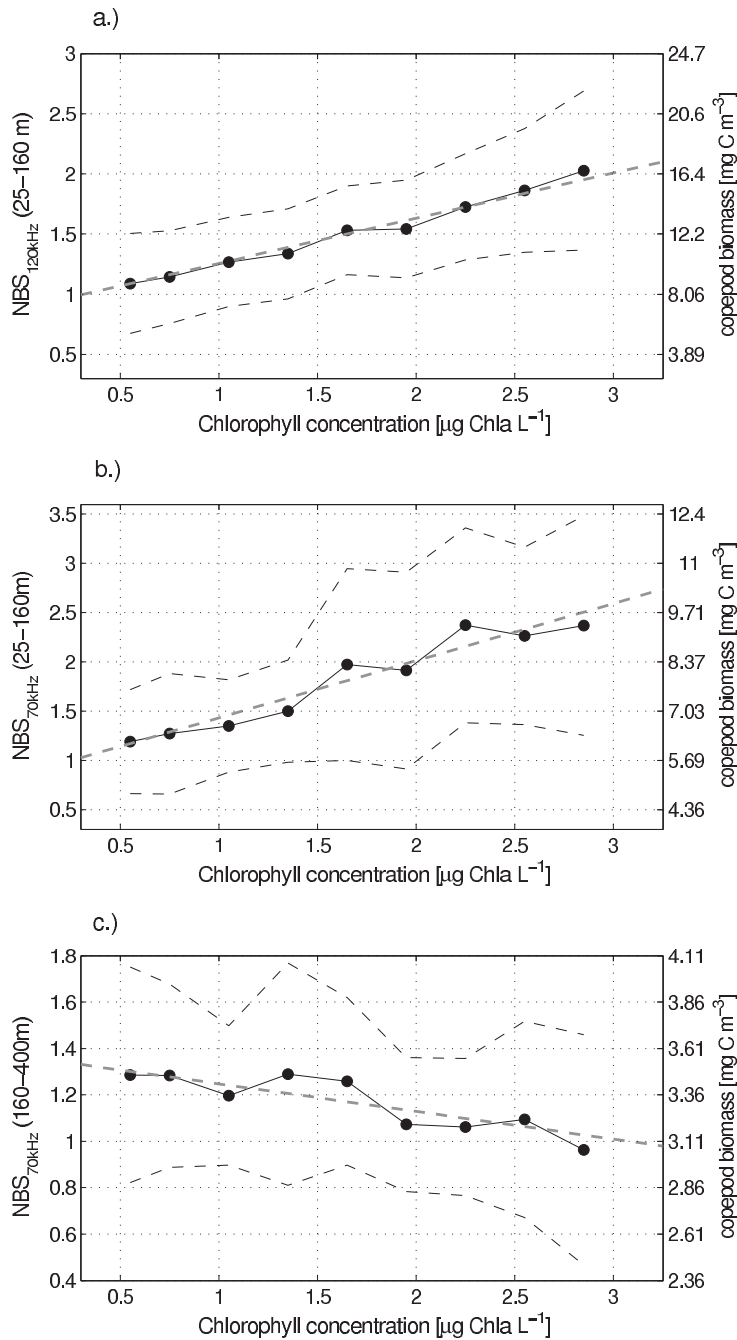 a.)
NBS120kHz (25–160 m)
3
2.5
2
1.5
1
0.5
24.7
20.6
16.4
12.2
8.06
3.89
copepod biomass [mg C m−3]
0.5 1 1.5 2 2.5 3
Chlorophyll concentration [μg Chla L−1]
b.)
NBS70kHz (25–160m)
3.5
3
2.5
2
1.5
1
0.5
12.4
11
9.71
8.37
7.03
5.69
4.36
copepod biomass [mg C m−3]
0.5 1 1.5 2 2.5 3
Chlorophyll concentration [μg Chla L−1]
c.)
NBS70kHz (160–400m)
1.8
1.6
1.4
1.2
1
0.8
0.6
0.4
4.11
3.86
3.61
3.36
3.11
2.86
2.61
2.36
copepod biomass [mg C m−3]
0.5 1 1.5 2 2.5 3
Chlorophyll concentration [μg Chla L−1]